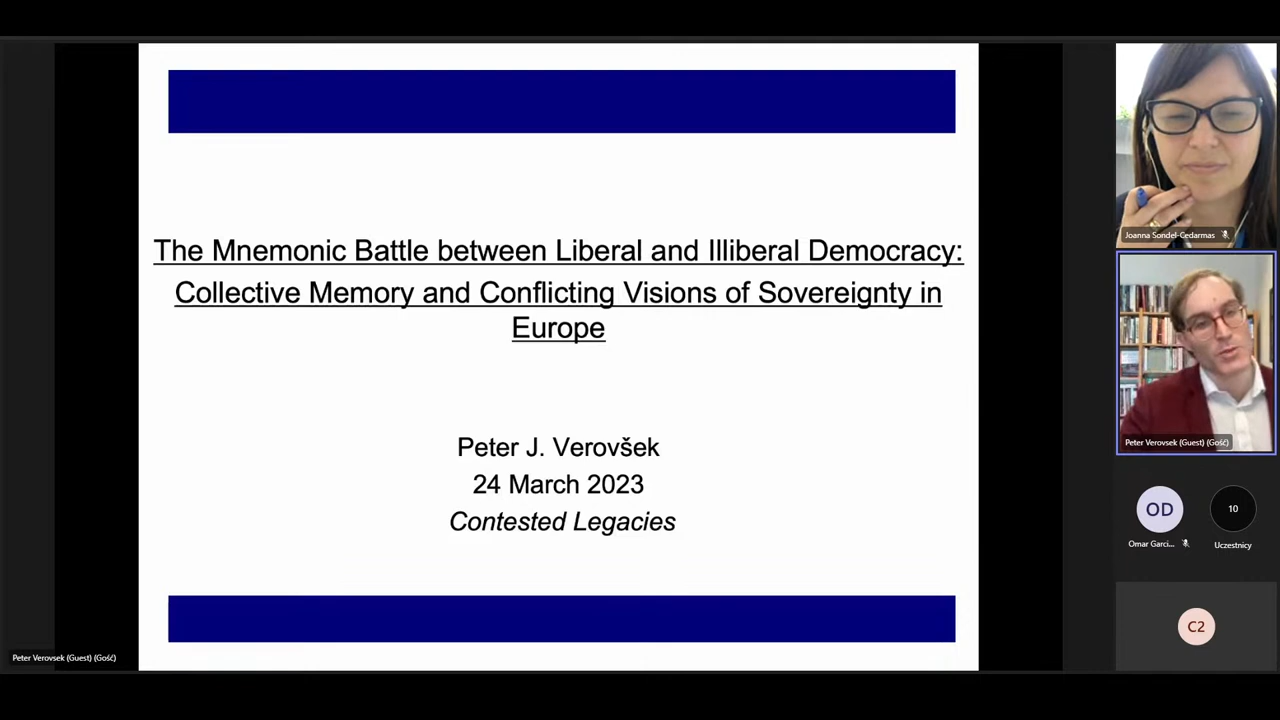 The Mnemonic Battle between Liberal and Illiberal Democracy:
Collective Memory and Conflicting Visions of Sovereignty in
Europe
Peter J. Verovšek
24 March 2023
Contested Legacies
Peter Verovsek (Guest) (Gość)
Joanna Sondel-Cedarmas
Peter Verovsek (Guest) (Gość)
OD
Omar Garci...
10
Uczestnicy
C2